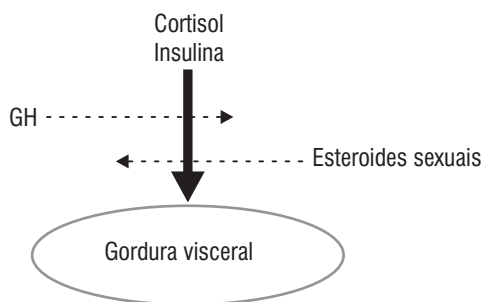 Cortisol
Insulina
GH
Esteroides sexuais
Gordura visceral